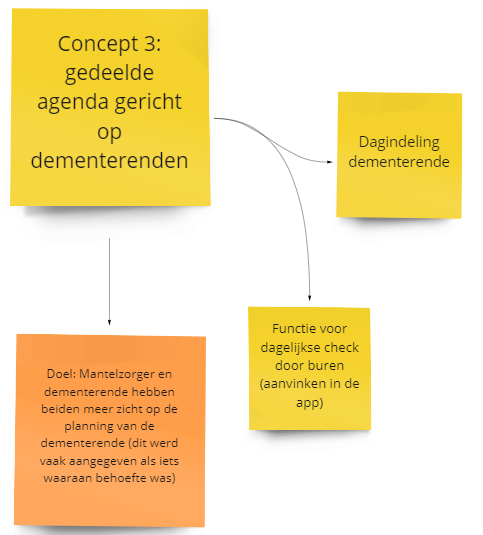 Concept 3:
gedeelde
agenda gericht
op
dementerenden
Dagindeling
dementerende
Functie voor
dagelijkse check
door buren
(aanvinken in de
app)
Doel: Mantelzorger en
dementerende hebben
beiden meer zicht op de
planning van de
dementerende (dit werd
vaak aangegeven als iets
waaraan behoefte was)